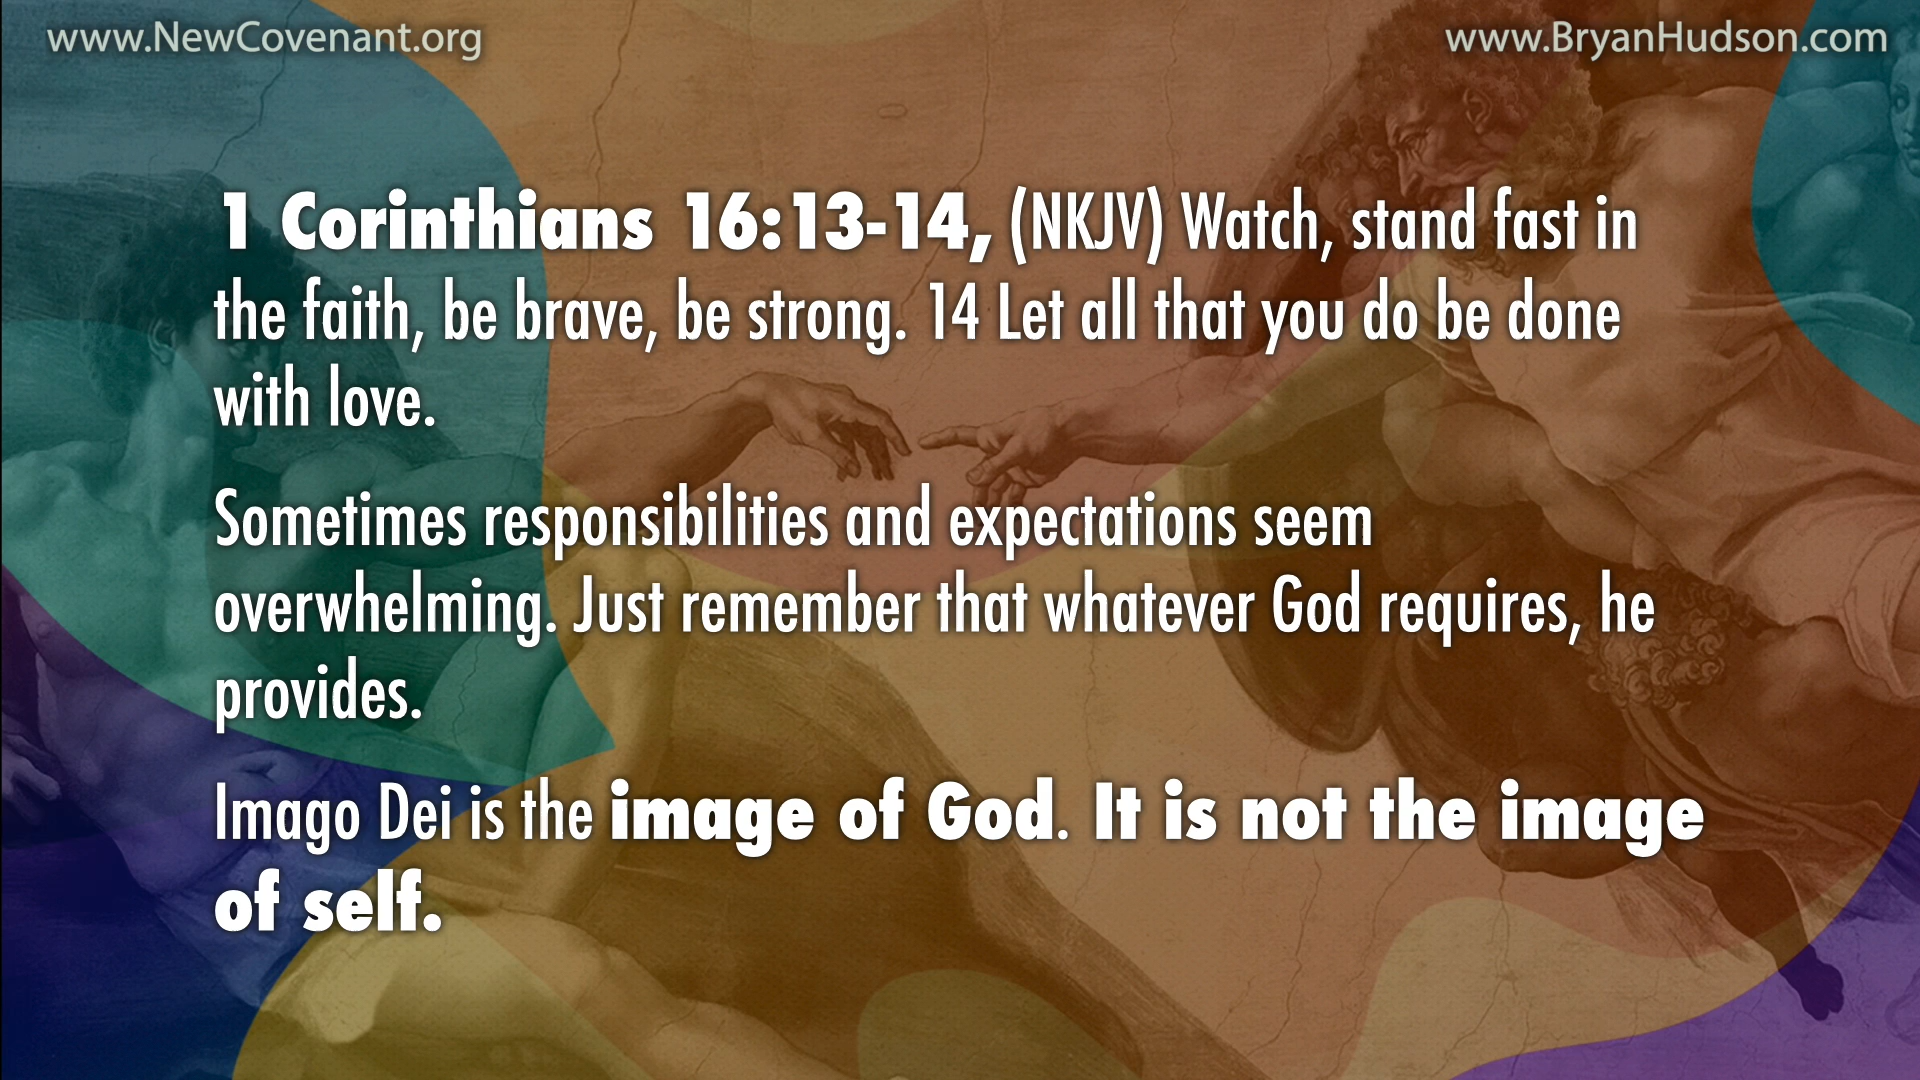 www.NewCovenant.org
www.BryanHudson.com
1 Corinthians 16:13-14, (NKJV) Watch, stand fast in
the faith, be brave, be strong. 14 Let all that you do be done
with love.
Sometimes responsibilities and expectations seem
overwhelming. Just remember that whatever God requires, he
provides.
Imago Dei is the image of God. It is not the image
of self.